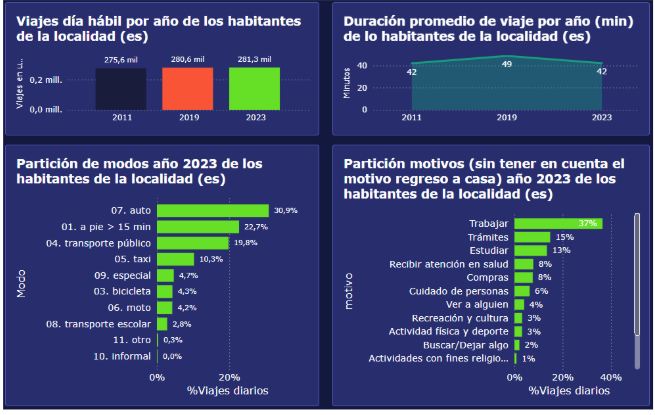 Viajes día hábil por año de los habitantes
de la localidad (es)
Viajes en u...
0,2 mill.
0,0 mill.
275,6 mil
280,6 mil
281,3 mil
2011
2019
2023
Duración promedio de viaje por año (min)
de lo habitantes de la localidad (es)
Minutos
40
20
0
42
49
42
2011
2019
2023
Partición de modos año 2023 de los
habitantes de la localidad (es)
Modo
07. auto 30,9%
01. a pie > 15 min 22,7%
04. transporte público 19,8%
05. taxi 10,3%
09. especial 4,7%
03. bicicleta 4,3%
06. moto 4,2%
08. transporte escolar 2,8%
11. otro 0,3%
10. informal 0,0%
0% 20%
%Viajes diarios
Partición motivos (sin tener en cuenta el
motivo regreso a casa) año 2023 de los
habitantes de la localidad (es)
motivo
Trabajar 37%
Trámites 15%
Estudiar 13%
Recibir atención en salud 8%
Compras 8%
Cuidado de personas 6%
Ver a alguien 4%
Recreación y cultura 3%
Actividad física y deporte 3%
Buscar/Dejar algo 2%
Actividades con fines religio... 1%
0% 20% 40%
%Viajes diarios